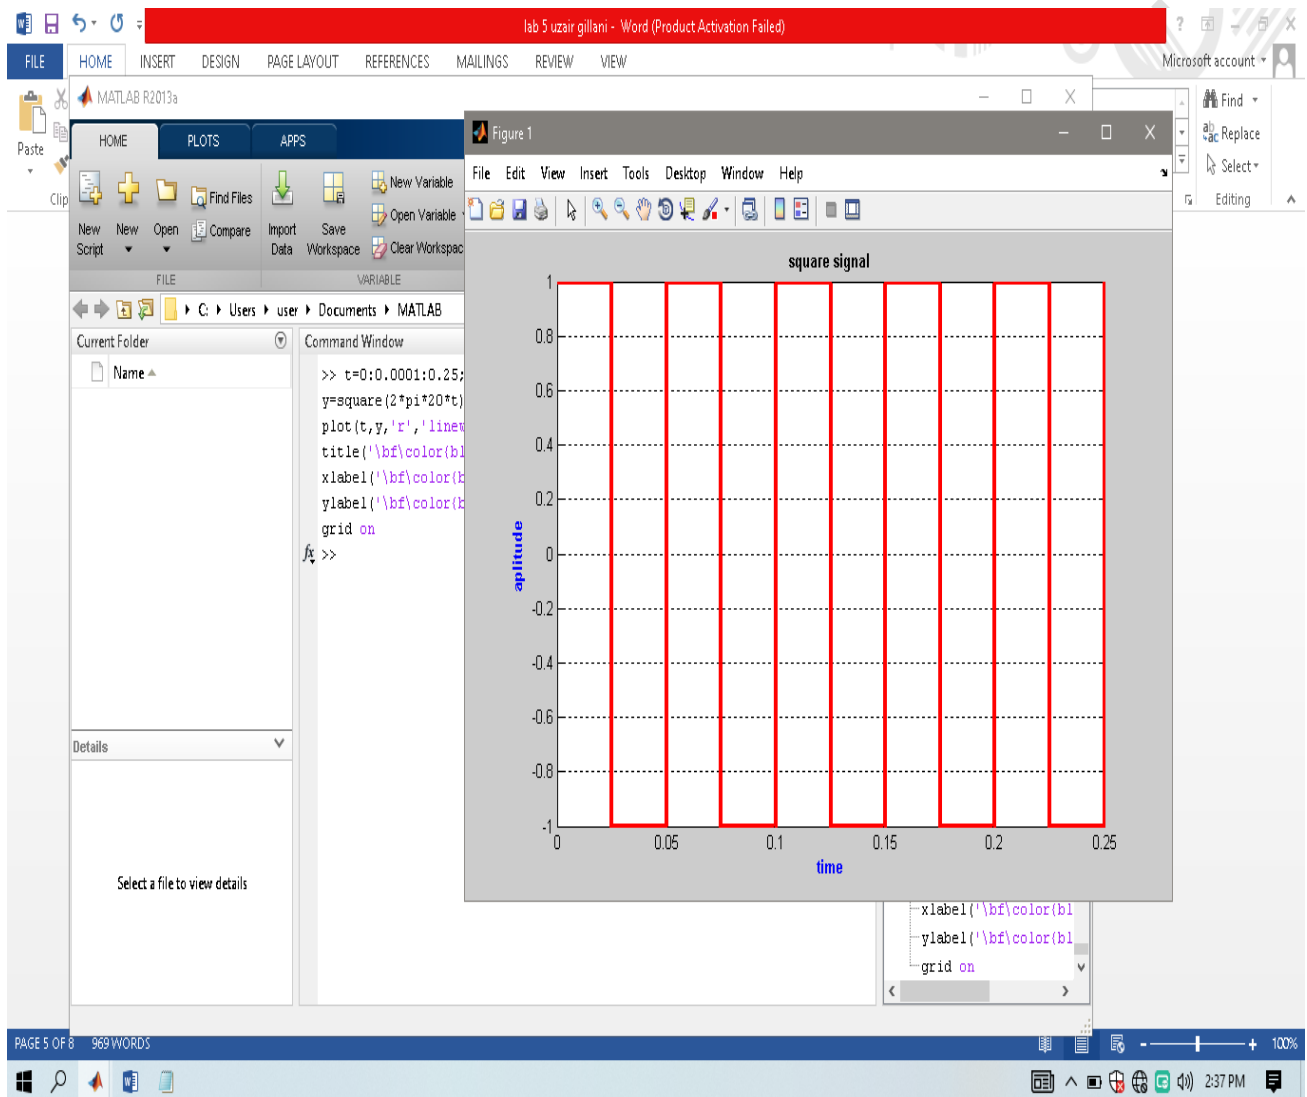 lab 5 uzair gillani - Word (Product Activation Failed)
FILE HOME INSERT DESIGN PAGE LAYOUT REFERENCES MAILINGS REVIEW VIEW Microsoft account
Paste
Clip
Find
Replace
Select
Editing
MATLAB R2013a
HOME PLOTS APPS
New Script
New
Open
Find Files
Compare
Import Data
Save Workspace
New Variable
Open Variable
Clear Workspac
FILE VARIABLE
C: Users user Documents MATLAB
Current Folder
Name
Details
Select a file to view details
Command Window
>> t=0:0.0001:0.25;
y=square(2*pi*20*t)
plot(t,y,'r','linew
title('\bf\color{bl
xlabel('\bf\color{b
ylabel('\bf\color{b
grid on
fx >>
Figure 1
File Edit View Insert Tools Desktop Window Help
square signal
1
0.8
0.6
0.4
0.2
0
-0.2
-0.4
-0.6
-0.8
-1
aplitude
0 0.05 0.1 0.15 0.2 0.25
time
xlabel('\bf\color{bl
ylabel('\bf\color{bl
grid on
PAGE 5 OF 8 969 WORDS 100%
2:37 PM